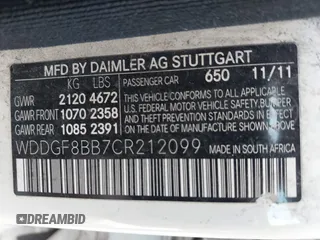 MFD BY DAIMLER AG STUTTGART
KG LBS PASSENGER CAR 650 11/11
GVWR 2120 4672
GAWR FRONT 1070 2358
GAWR REAR 1085 2391
THIS VEHICLE CONFORMS TO ALL APPLICABLE
U.S. FEDERAL MOTOR VEHICLE SAFETY, BUMPER,
AND THEFT PREVENTION STANDARDS IN EFFECT ON
THE DATE OF MANUFACTURE SHOWN ABOVE.
WDDGF8BB7CR212099 MADE IN SOUTH AFRICA
WREDBID